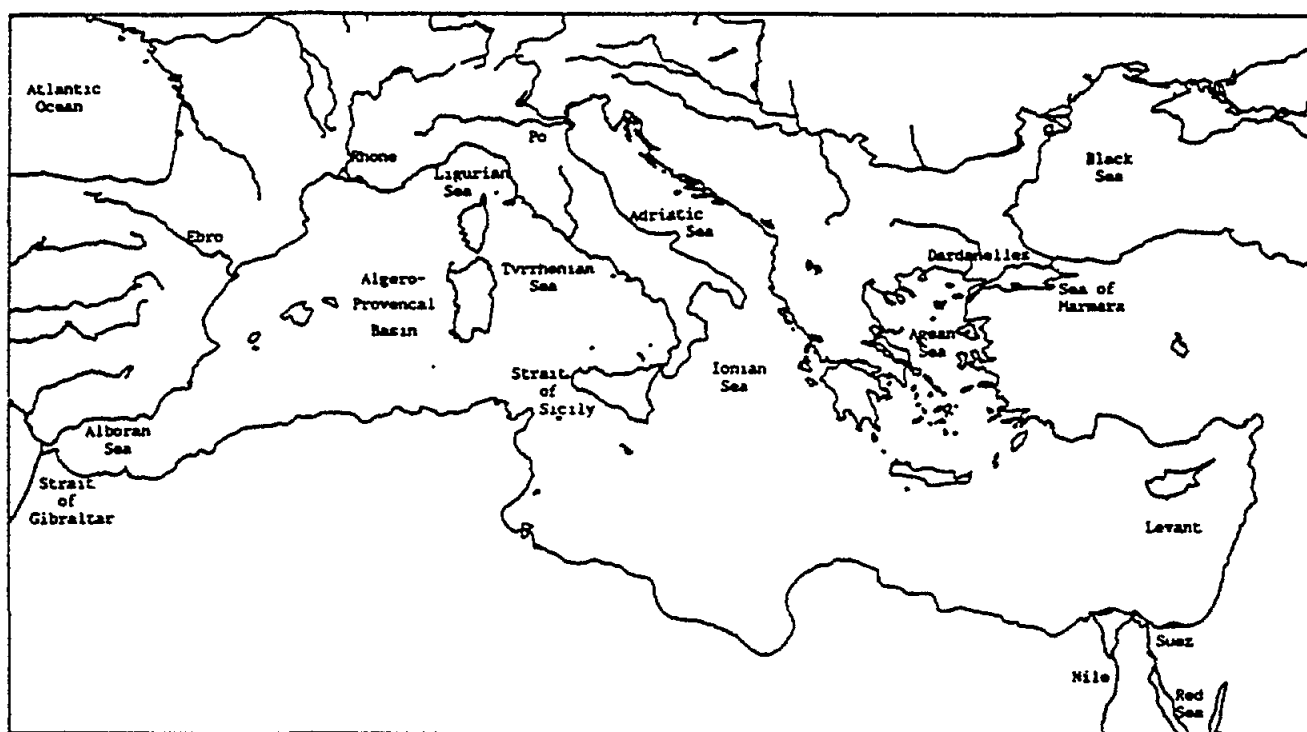 Atlantic
Ocean
Po
Rhone
Ligurian
Sea
Black
Sea
Adriatic
Sea
Ebro
Dardanelles
Algero-
Provencal
Basin
Tyrrhenian
Sea
Sea of
Marmara
Agean
Sea
Ionian
Sea
Strait
of
Sicily
Alboran
Sea
Strait
of
Gibraltar
Levant
Suez
Nile
Red
Sea